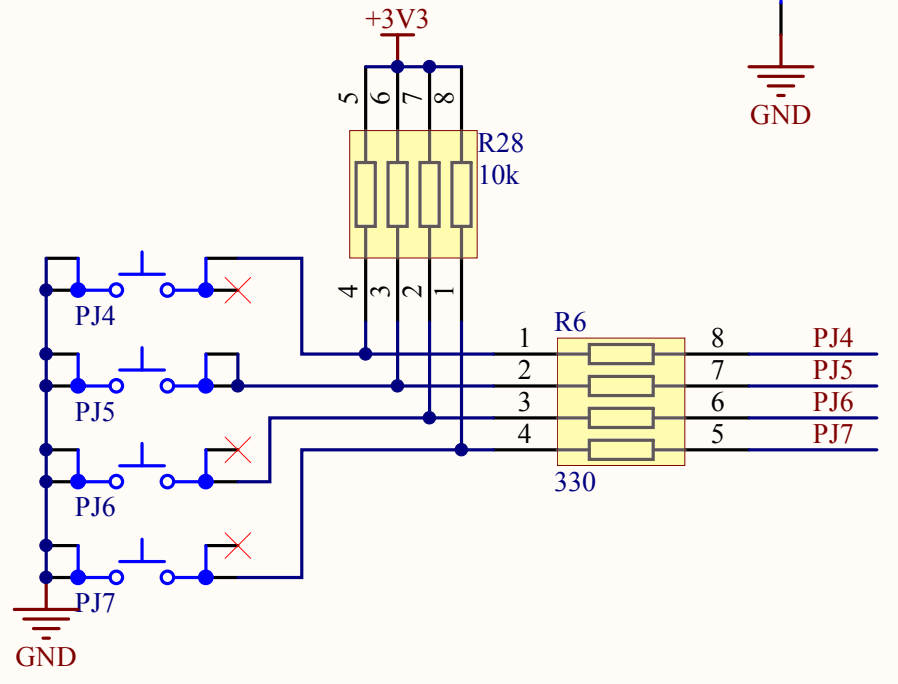 +3V3
GND
5 6 7 8
R28
10k
4 3 2 1
PJ4
R6
1 8 PJ4
2 7 PJ5
PJ5
3 6 PJ6
4 5 PJ7
330
PJ6
PJ7
GND